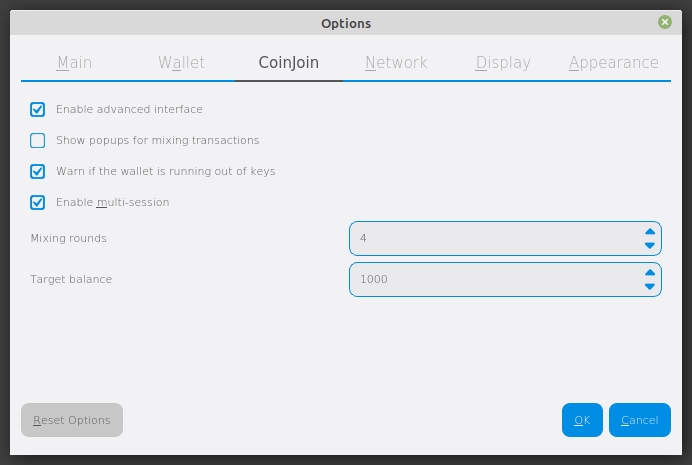 Options
Main Wallet CoinJoin Network Display Appearance
Enable advanced interface
Show popups for mixing transactions
Warn if the wallet is running out of keys
Enable multi-session
Mixing rounds 4
Target balance 1000
Reset Options OK Cancel